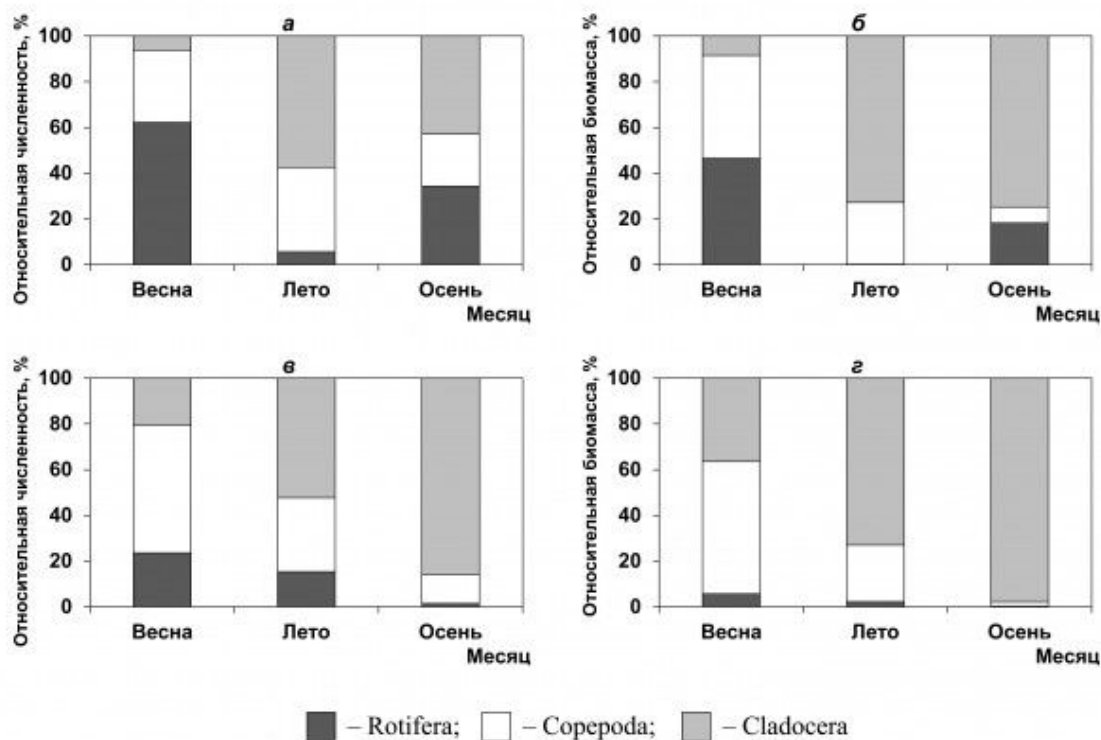 а
Относительная численность, %
100
80
60
40
20
0
Весна Лето Осень
Месяц
б
Относительная биомасса, %
100
80
60
40
20
0
Весна Лето Осень
Месяц
в
Относительная численность, %
100
80
60
40
20
0
Весна Лето Осень
Месяц
г
Относительная биомасса, %
100
80
60
40
20
0
Весна Лето Осень
Месяц
– Rotifera; – Copepoda; – Cladocera